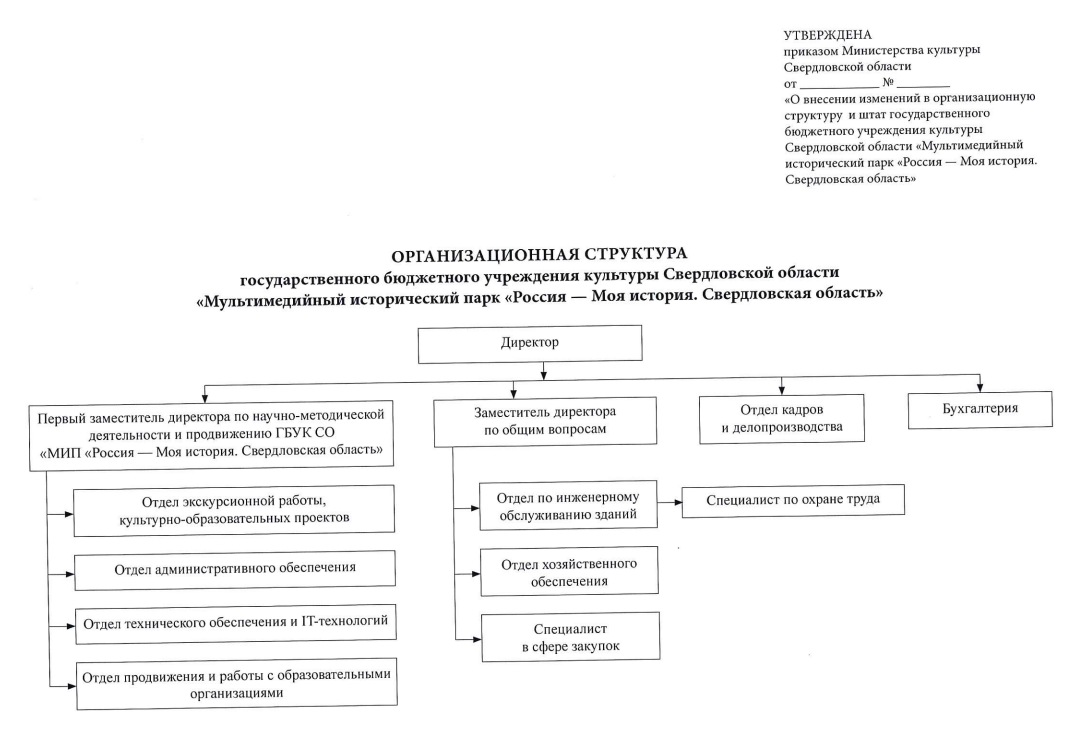 УТВЕРЖДЕНА
приказом Министерства культуры
Свердловской области
от ____________ № ________
«О внесении изменений в организационную
структуру и штат государственного
бюджетного учреждения культуры
Свердловской области «Мультимедийный
исторический парк «Россия — Моя история.
Свердловская область»
ОРГАНИЗАЦИОННАЯ СТРУКТУРА
государственного бюджетного учреждения культуры Свердловской области
«Мультимедийный исторический парк «Россия — Моя история. Свердловская область»
Директор
Первый заместитель директора по научно-методической
деятельности и продвижению ГБУК СО
«МИП «Россия — Моя история. Свердловская область»
Заместитель директора
по общим вопросам
Отдел кадров
и делопроизводства
Бухгалтерия
Отдел экскурсионной работы,
культурно-образовательных проектов
Отдел административного обеспечения
Отдел технического обеспечения и IT-технологий
Отдел продвижения и работы с образовательными
организациями
Отдел по инженерному
обслуживанию зданий
Специалист по охране труда
Отдел хозяйственного
обеспечения
Специалист
в сфере закупок